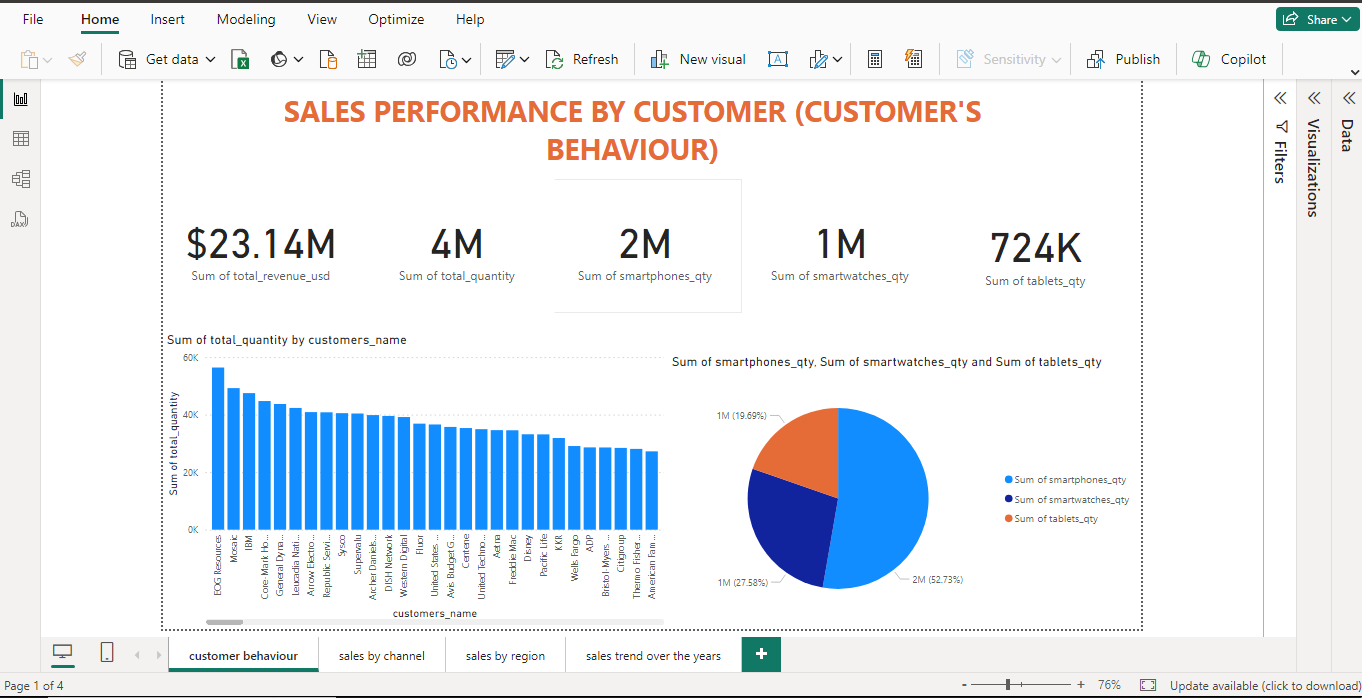 File Home Insert Modeling View Optimize Help Share
Get data Refresh New visual Sensitivity Publish Copilot
DAX
SALES PERFORMANCE BY CUSTOMER (CUSTOMER'S
BEHAVIOUR)
$23.14M
Sum of total_revenue_usd
4M
Sum of total_quantity
2M
Sum of smartphones_qty
1M
Sum of smartwatches_qty
724K
Sum of tablets_qty
Sum of total_quantity by customers_name
Sum of total_quantity
60K
40K
20K
0K
EOG Resources
Mosaic
IBM
Core-Mark Ho...
General Dyna...
Leucadia Nati...
Arrow Electro...
Republic Servi...
Sysco
Supervalu
Archer Daniels...
DISH Network
Western Digital
Fluor
United States ...
Avis Budget G...
Centene
United Techno...
Aetna
Freddie Mac
Disney
Pacific Life
KKR
Wells Fargo
ADP
Bristol-Myers ...
Citigroup
Thermo Fisher...
American Fam...
customers_name
Sum of smartphones_qty, Sum of smartwatches_qty and Sum of tablets_qty
1M (19.69%)
1M (27.58%)
2M (52.73%)
Sum of smartphones_qty
Sum of smartwatches_qty
Sum of tablets_qty
Filters
Visualizations
Data
customer behaviour sales by channel sales by region sales trend over the years +
Page 1 of 4 - + 76% Update available (click to download)